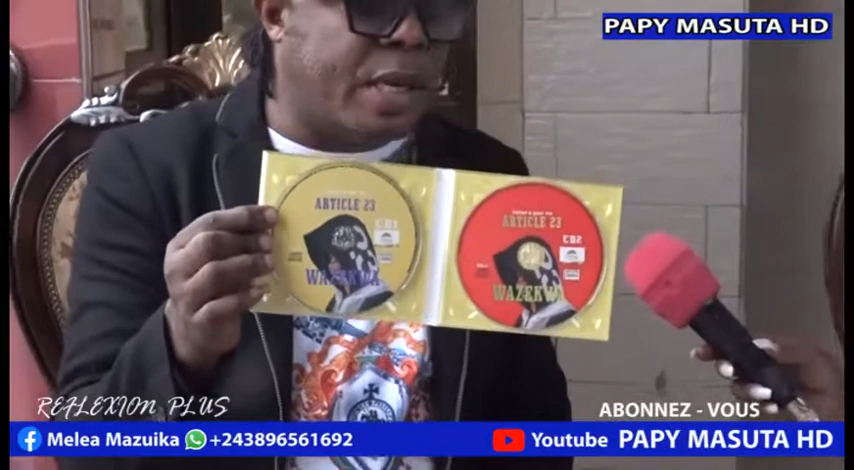 PAPY MASUTA HD
ARTICLE 23
CD1
WAZEKWA
ARTICLE 23
CD2
WAZEKWA
REFLEXION PLUS
ABONNEZ - VOUS
Melea Mazuika +243896561692
Youtube PAPY MASUTA HD